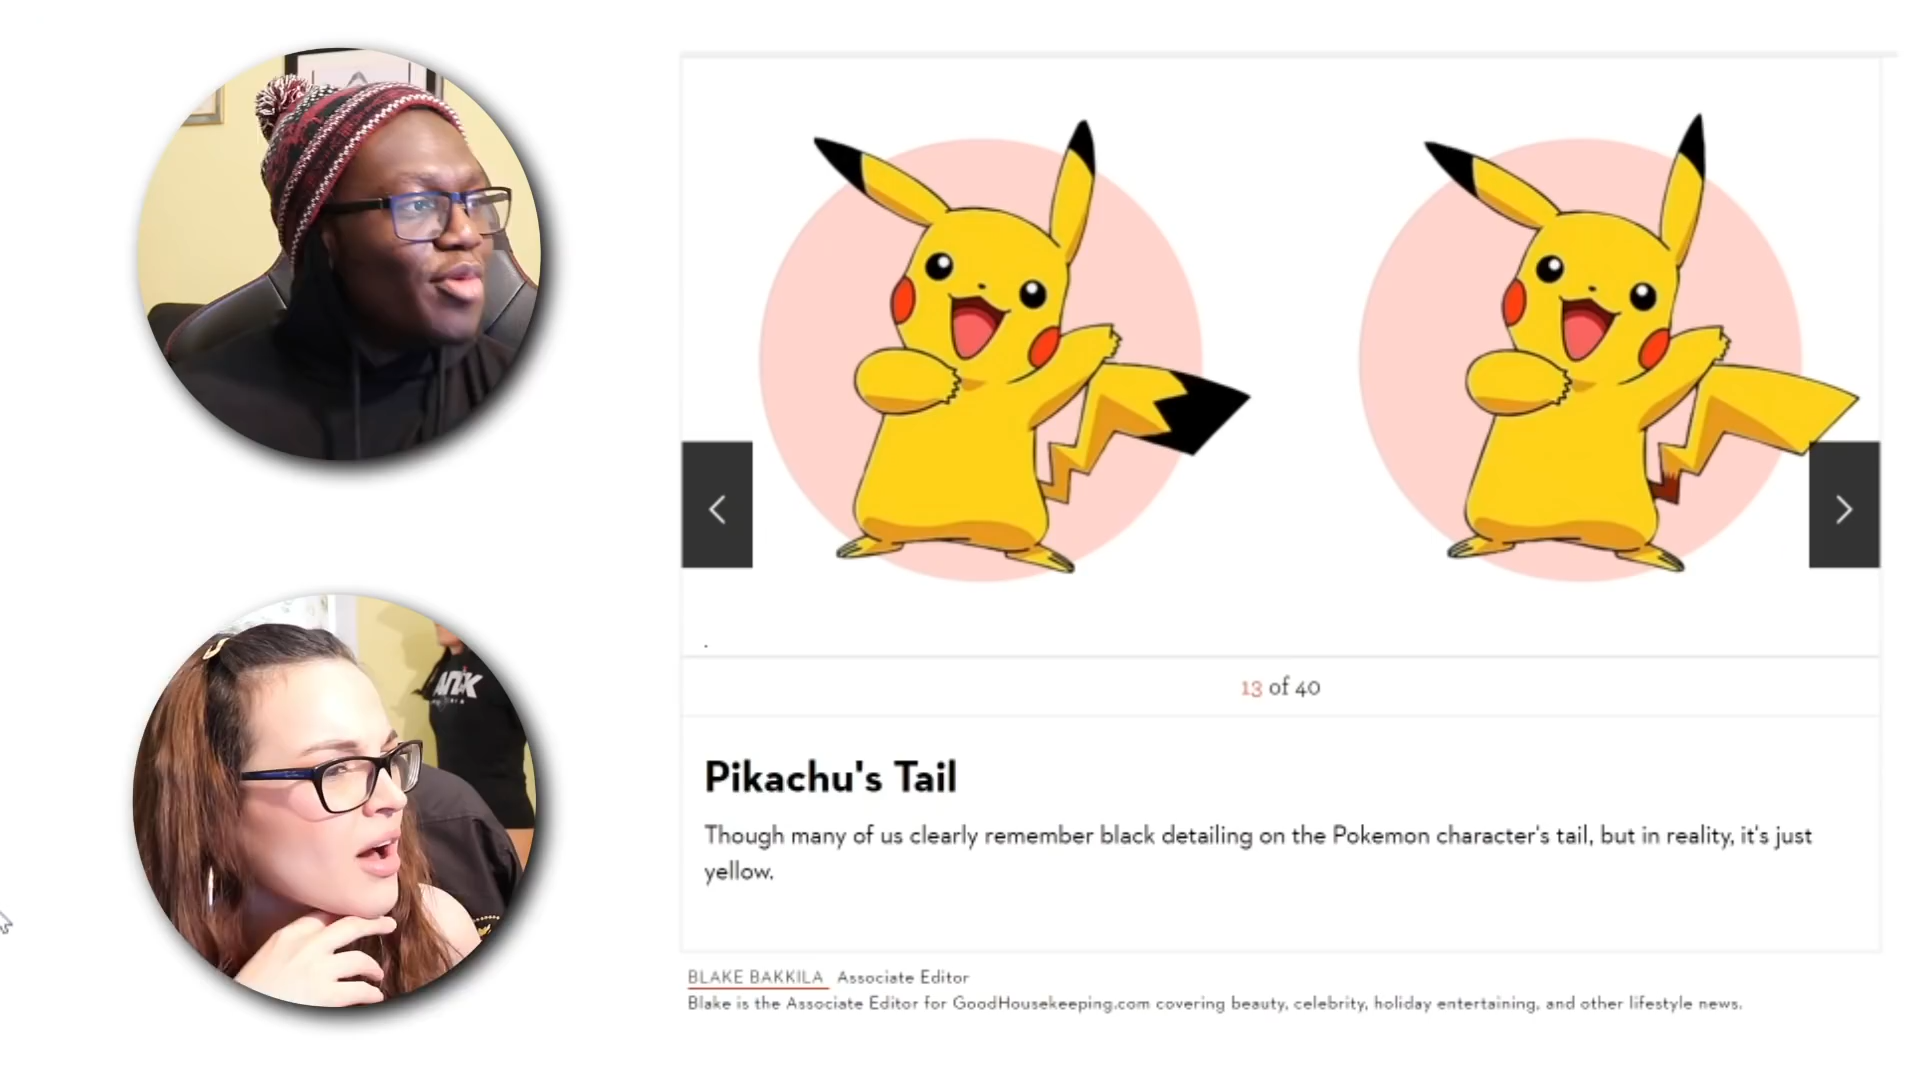 13 of 40
Pikachu's Tail
Though many of us clearly remember black detailing on the Pokemon character's tail, but in reality, it's just
yellow.
BLAKE BAKKILA Associate Editor
Blake is the Associate Editor for GoodHousekeeping.com covering beauty, celebrity, holiday entertaining, and other lifestyle news.